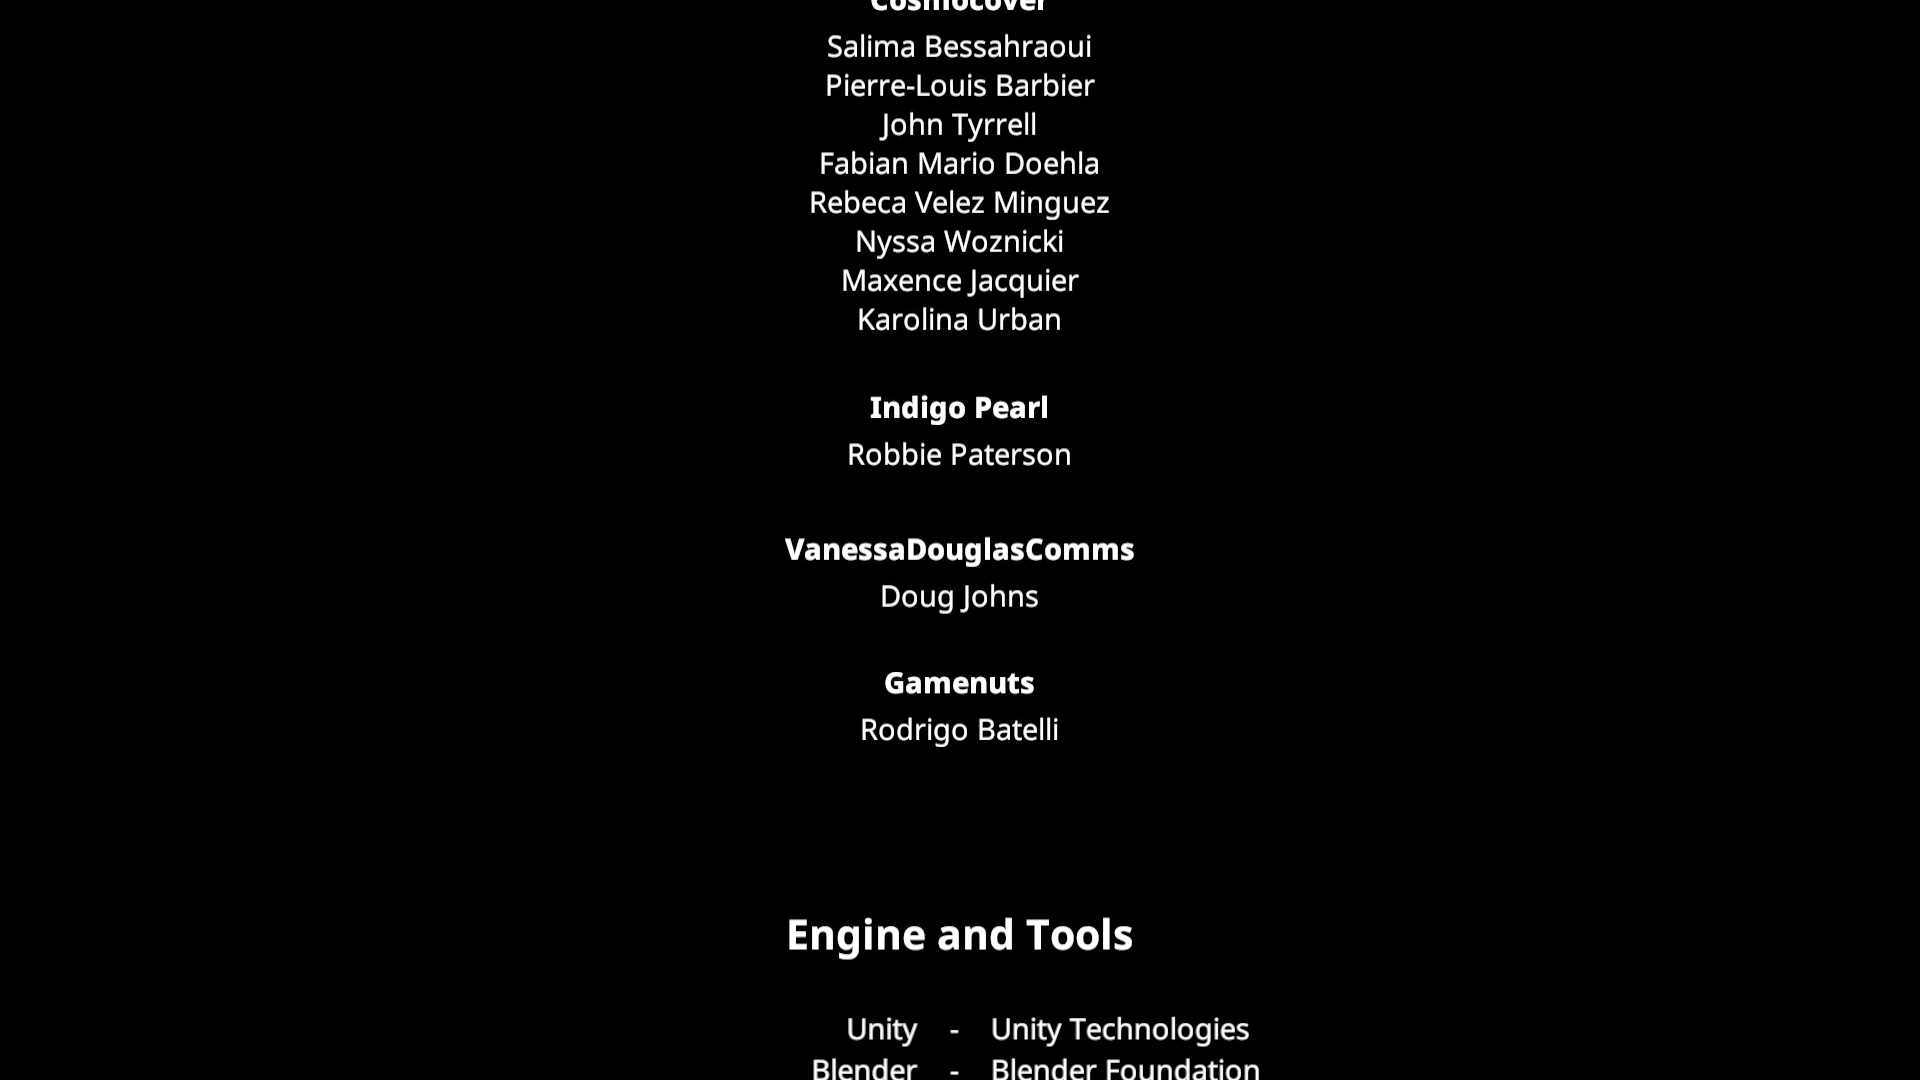 Cosmocover
Salima Bessahraoui
Pierre-Louis Barbier
John Tyrrell
Fabian Mario Doehla
Rebeca Velez Minguez
Nyssa Woznicki
Maxence Jacquier
Karolina Urban
Indigo Pearl
Robbie Paterson
VanessaDouglasComms
Doug Johns
Gamenuts
Rodrigo Batelli
Engine and Tools
Unity - Unity Technologies
Blender - Blender Foundation